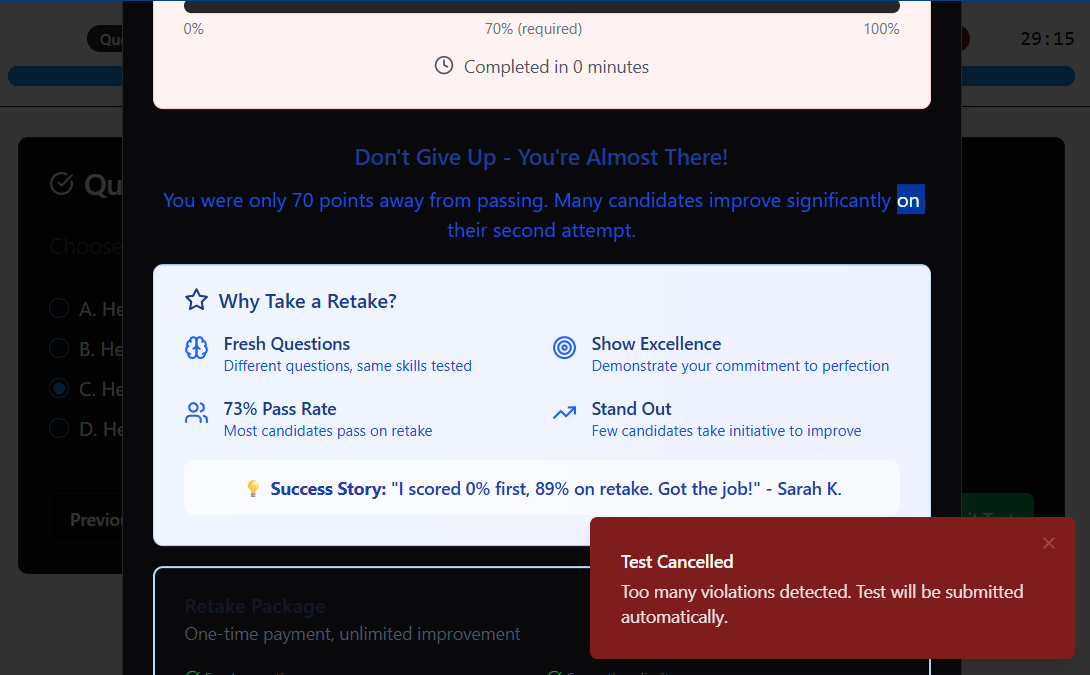 Qu
29:15
0%
70% (required)
100%
Completed in 0 minutes
Don't Give Up - You're Almost There!
You were only 70 points away from passing. Many candidates improve significantly on
their second attempt.
Qu
Choose
A. He
B. He
C. He
D. He
Previou
Why Take a Retake?
Fresh Questions
Different questions, same skills tested
Show Excellence
Demonstrate your commitment to perfection
73% Pass Rate
Most candidates pass on retake
Stand Out
Few candidates take initiative to improve
💡 Success Story: "I scored 0% first, 89% on retake. Got the job!" - Sarah K.
Retake Package
One-time payment, unlimited improvement
Test Cancelled
Too many violations detected. Test will be submitted
automatically.